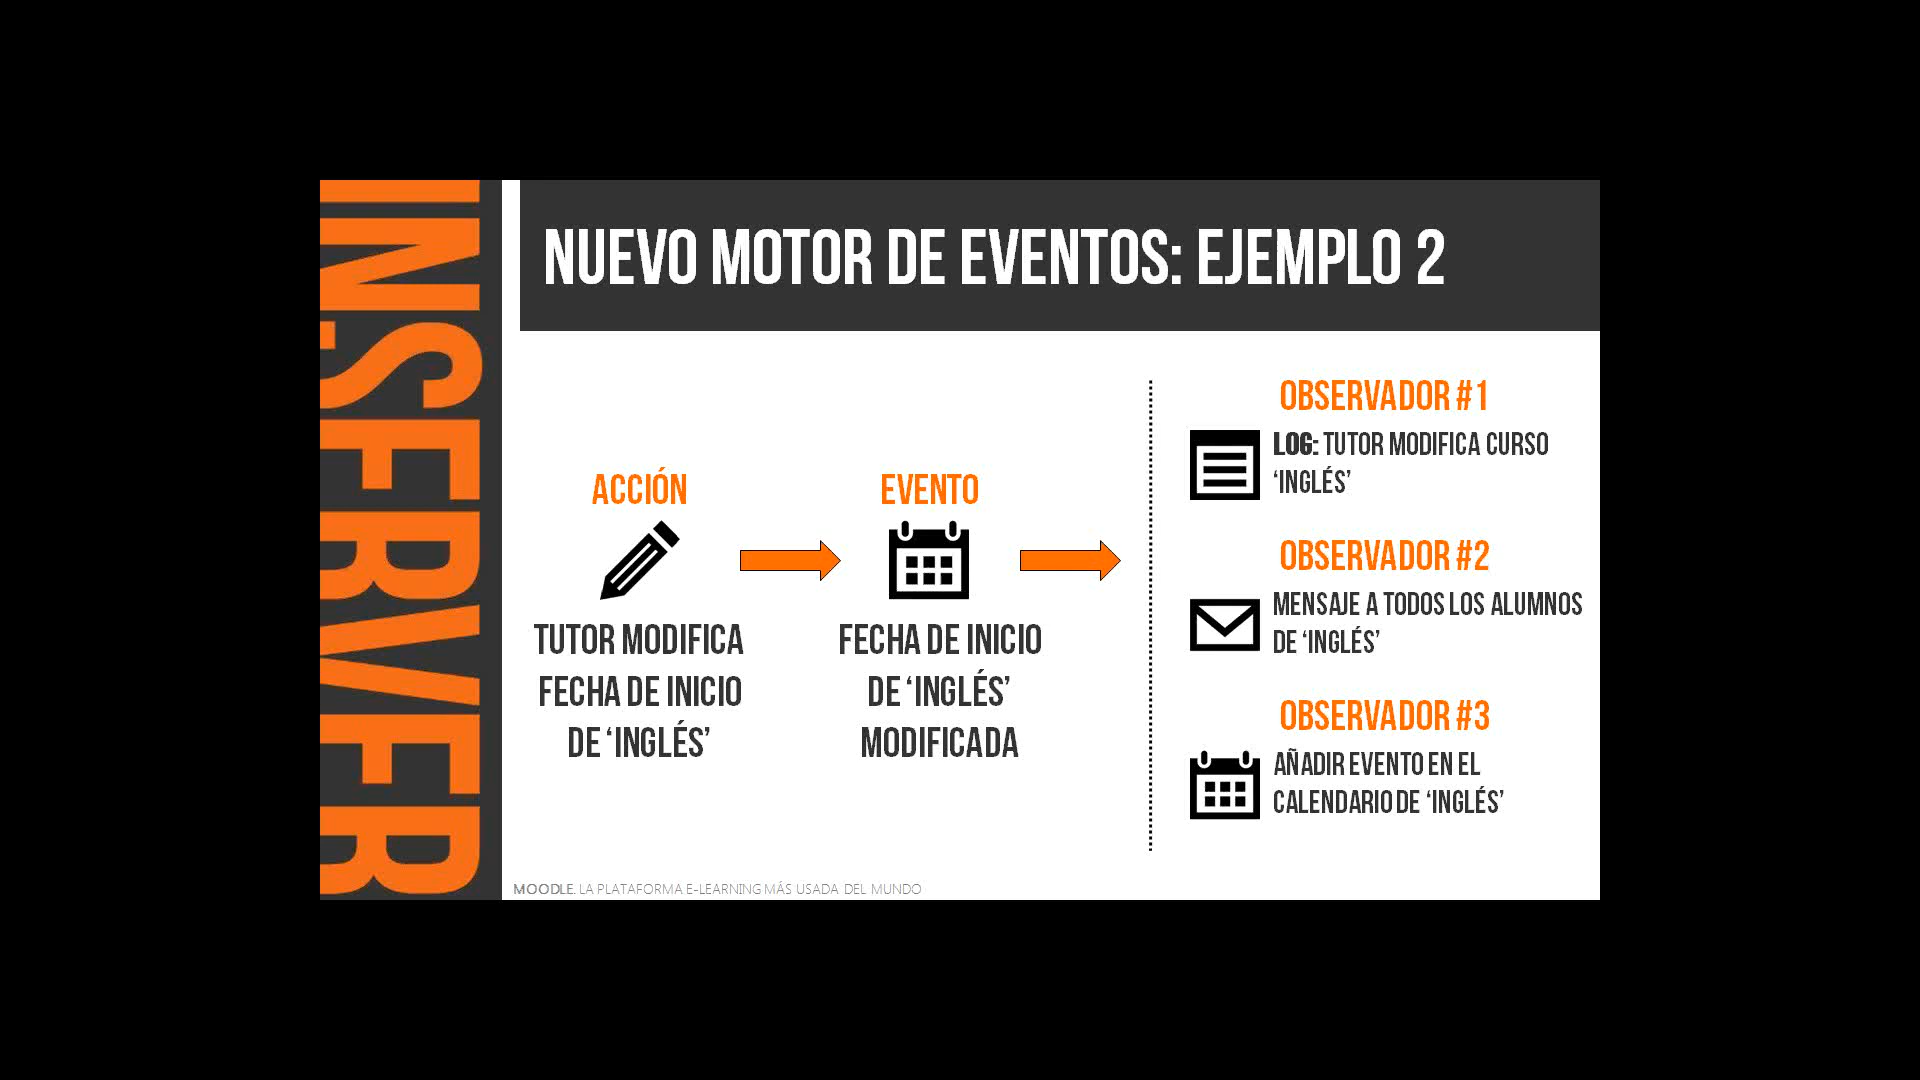 INSERVER
NUEVO MOTOR DE EVENTOS: EJEMPLO 2
ACCIÓN
TUTOR MODIFICA
FECHA DE INICIO
DE ‘INGLÉS’
EVENTO
FECHA DE INICIO
DE ‘INGLÉS’
MODIFICADA
OBSERVADOR #1
LOG: TUTOR MODIFICA CURSO
‘INGLÉS’
OBSERVADOR #2
MENSAJE A TODOS LOS ALUMNOS
DE ‘INGLÉS’
OBSERVADOR #3
AÑADIR EVENTO EN EL
CALENDARIO DE ‘INGLÉS’
MOODLE. LA PLATAFORMA E-LEARNING MÁS USADA DEL MUNDO